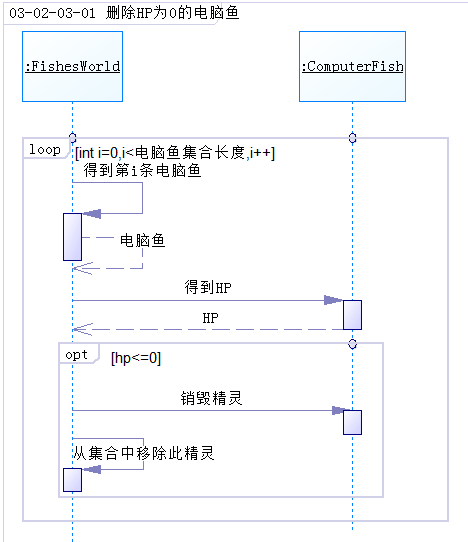 03-02-03-01 删除HP为0的电脑鱼
:FishesWorld
:ComputerFish
loop
[int i=0,i<电脑鱼集合长度,i++]
得到第i条电脑鱼
电脑鱼
得到HP
HP
opt
[hp<=0]
销毁精灵
从集合中移除此精灵